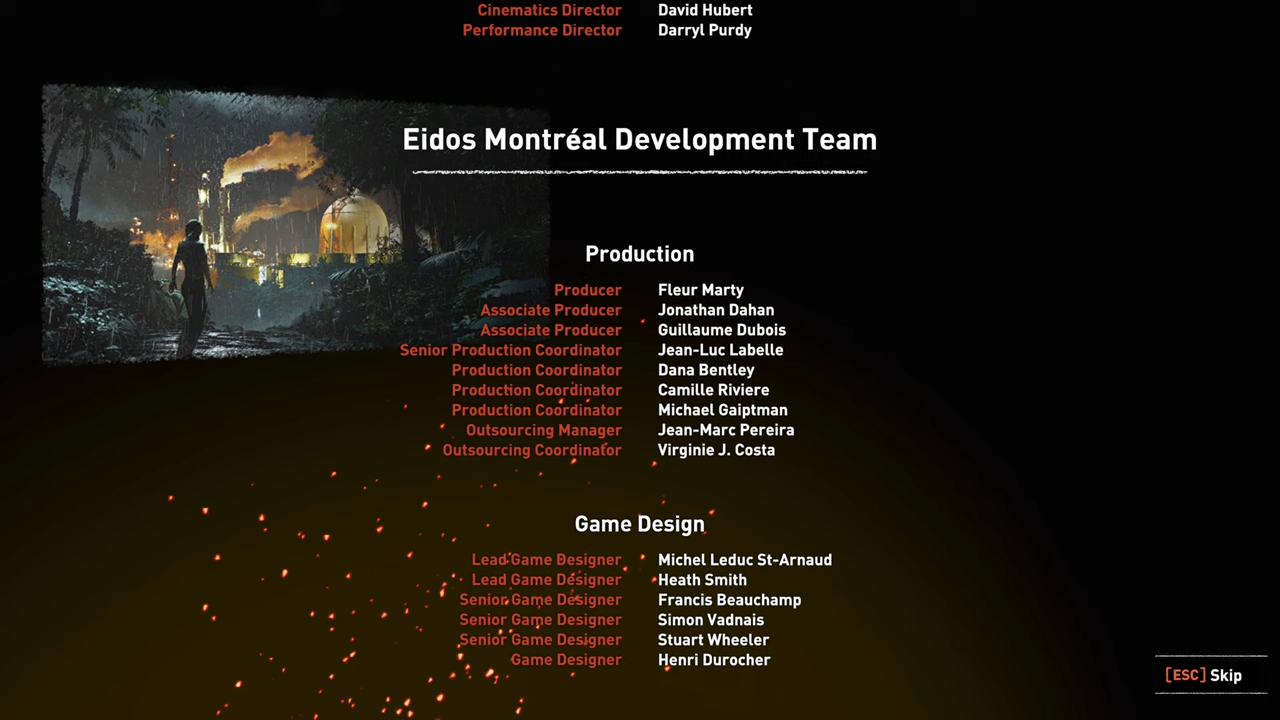 Cinematics Director David Hubert
Performance Director Darryl Purdy
Eidos Montréal Development Team
Production
Producer Fleur Marty
Associate Producer Jonathan Dahan
Associate Producer Guillaume Dubois
Senior Production Coordinator Jean-Luc Labelle
Production Coordinator Dana Bentley
Production Coordinator Camille Riviere
Production Coordinator Michael Gaiptman
Outsourcing Manager Jean-Marc Pereira
Outsourcing Coordinator Virginie J. Costa
Game Design
Lead Game Designer Michel Leduc St-Arnaud
Lead Game Designer Heath Smith
Senior Game Designer Francis Beauchamp
Senior Game Designer Simon Vadnais
Senior Game Designer Stuart Wheeler
Game Designer Henri Durocher
[ESC] Skip